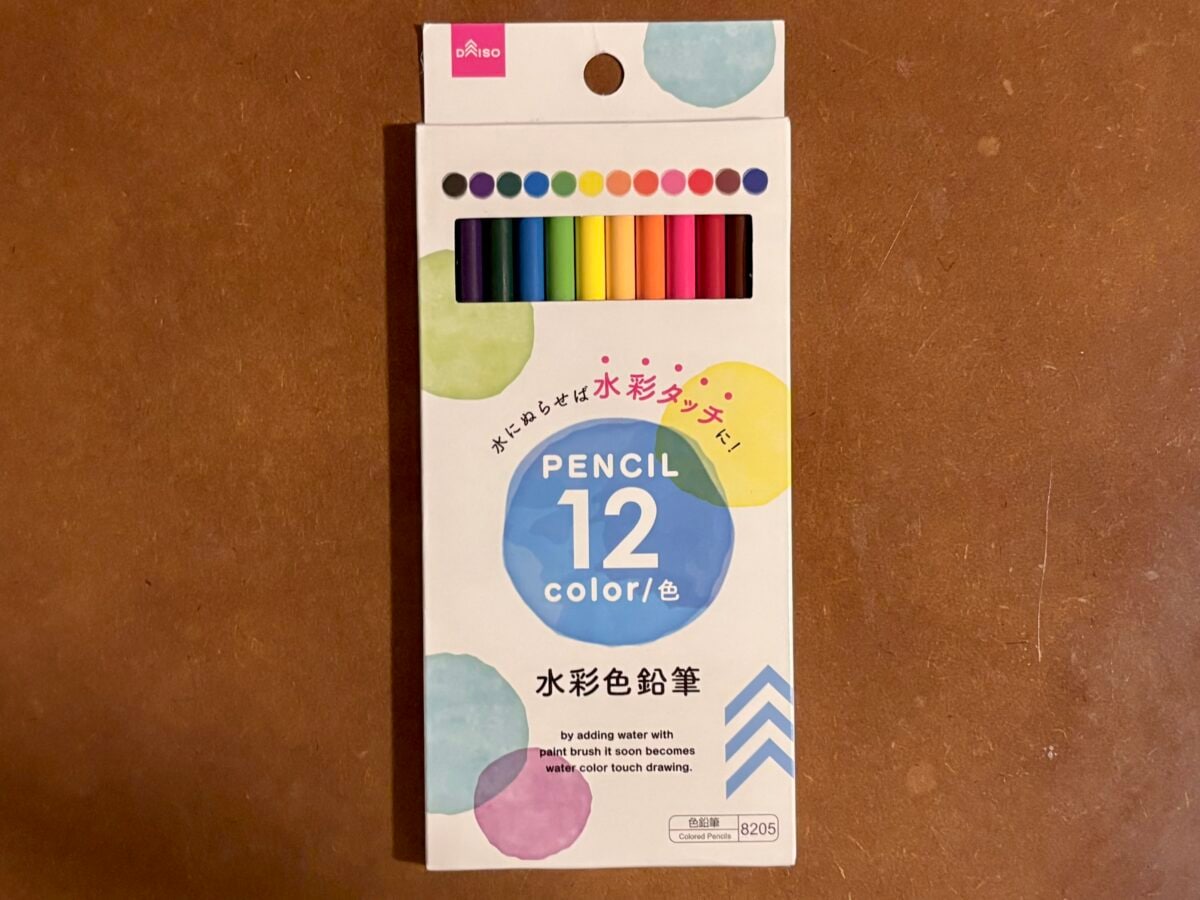 DAISO
水にぬらせば水彩タッチに!
PENCIL
12
color/色
水彩色鉛筆
by adding water with
paint brush it soon becomes
water color touch drawing.
色鉛筆
Colored Pencils
8205